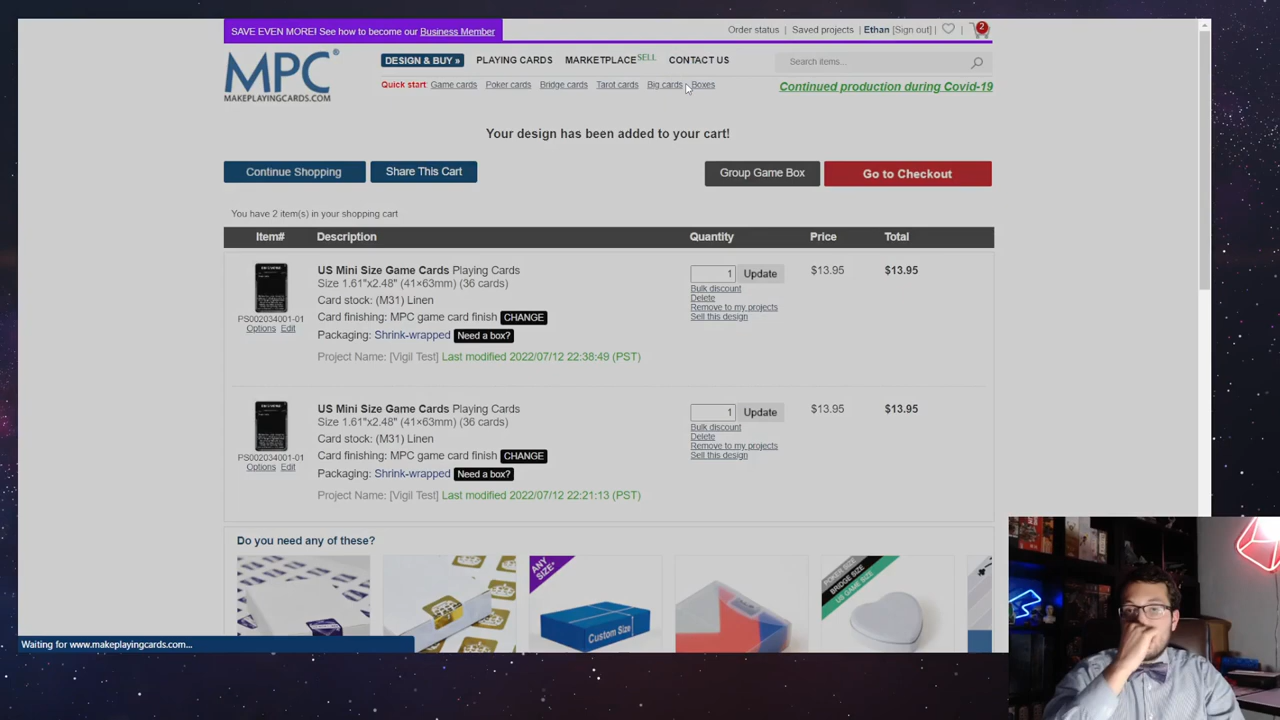 SAVE EVEN MORE! See how to become our Business Member
Order status | Saved projects | Ethan [Sign out] | | 2
MPC®
MAKEPLAYINGCARDS.COM
DESIGN & BUY » PLAYING CARDS MARKETPLACE SELL CONTACT US
Search items...
Quick start: Game cards Poker cards Bridge cards Tarot cards Big cards Boxes
Continued production during Covid-19
Your design has been added to your cart!
Continue Shopping
Share This Cart
Group Game Box
Go to Checkout
You have 2 item(s) in your shopping cart
Item# Description Quantity Price Total
US Mini Size Game Cards Playing Cards
Size 1.61"x2.48" (41×63mm) (36 cards)
Card stock: (M31) Linen
Card finishing: MPC game card finish CHANGE
Packaging: Shrink-wrapped Need a box?
Project Name: [Vigil Test] Last modified 2022/07/12 22:38:49 (PST)
PS002034001-01
Options | Edit
1 Update
Bulk discount
Delete
Remove to my projects
Sell this design
$13.95
$13.95
US Mini Size Game Cards Playing Cards
Size 1.61"x2.48" (41×63mm) (36 cards)
Card stock: (M31) Linen
Card finishing: MPC game card finish CHANGE
Packaging: Shrink-wrapped Need a box?
Project Name: [Vigil Test] Last modified 2022/07/12 22:21:13 (PST)
PS002034001-01
Options | Edit
1 Update
Bulk discount
Delete
Remove to my projects
Sell this design
$13.95
$13.95
Do you need any of these?
ANY SIZE*
Custom Size
POKER SIZE
BRIDGE SIZE
US GAME SIZE
Waiting for www.makeplayingcards.com...